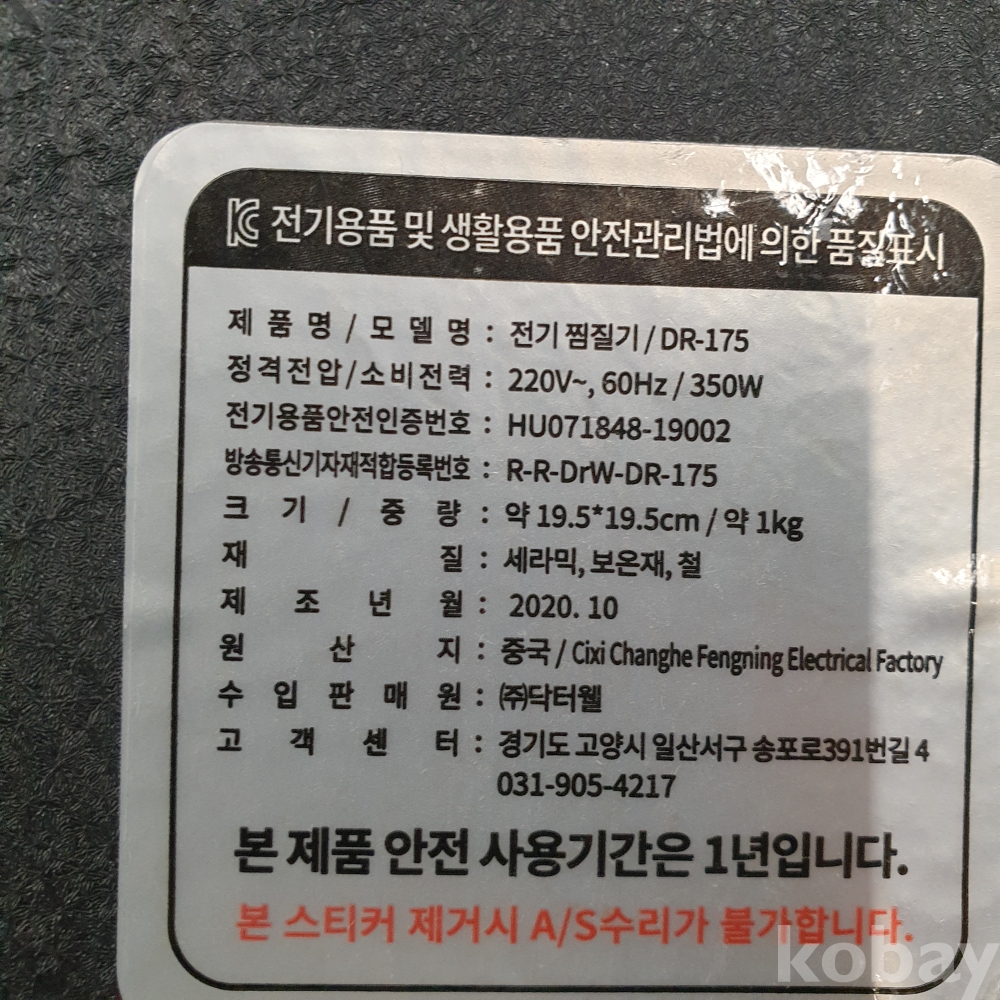 KC 전기용품 및 생활용품 안전관리법에 의한 품질표시
제품명/모델명 : 전기 찜질기 / DR-175
정격전압/소비전력 : 220V~, 60Hz / 350W
전기용품안전인증번호 : HU071848-19002
방송통신기자재적합등록번호 : R-R-DrW-DR-175
크기/중량 : 약 19.5*19.5cm / 약 1kg
재질 : 세라믹, 보온재, 철
제조년월 : 2020. 10
원산지 : 중국 / Cixi Changhe Fengning Electrical Factory
수입판매원 : ㈜닥터웰
고객센터 : 경기도 고양시 일산서구 송포로391번길 4
031-905-4217
본 제품 안전 사용기간은 1년입니다.
본 스티커 제거시 A/S수리가 불가합니다.
kobay